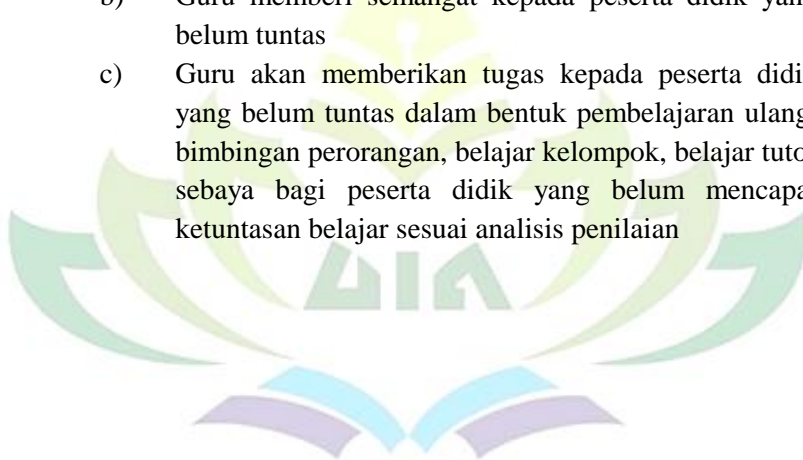 b) Guru memberi semangat kepada peserta didik yan
belum tuntas
c) Guru akan memberikan tugas kepada peserta didi
yang belum tuntas dalam bentuk pembelajaran ulang
bimbingan perorangan, belajar kelompok, belajar tuto
sebaya bagi peserta didik yang belum mencapa
ketuntasan belajar sesuai analisis penilaian
UIN